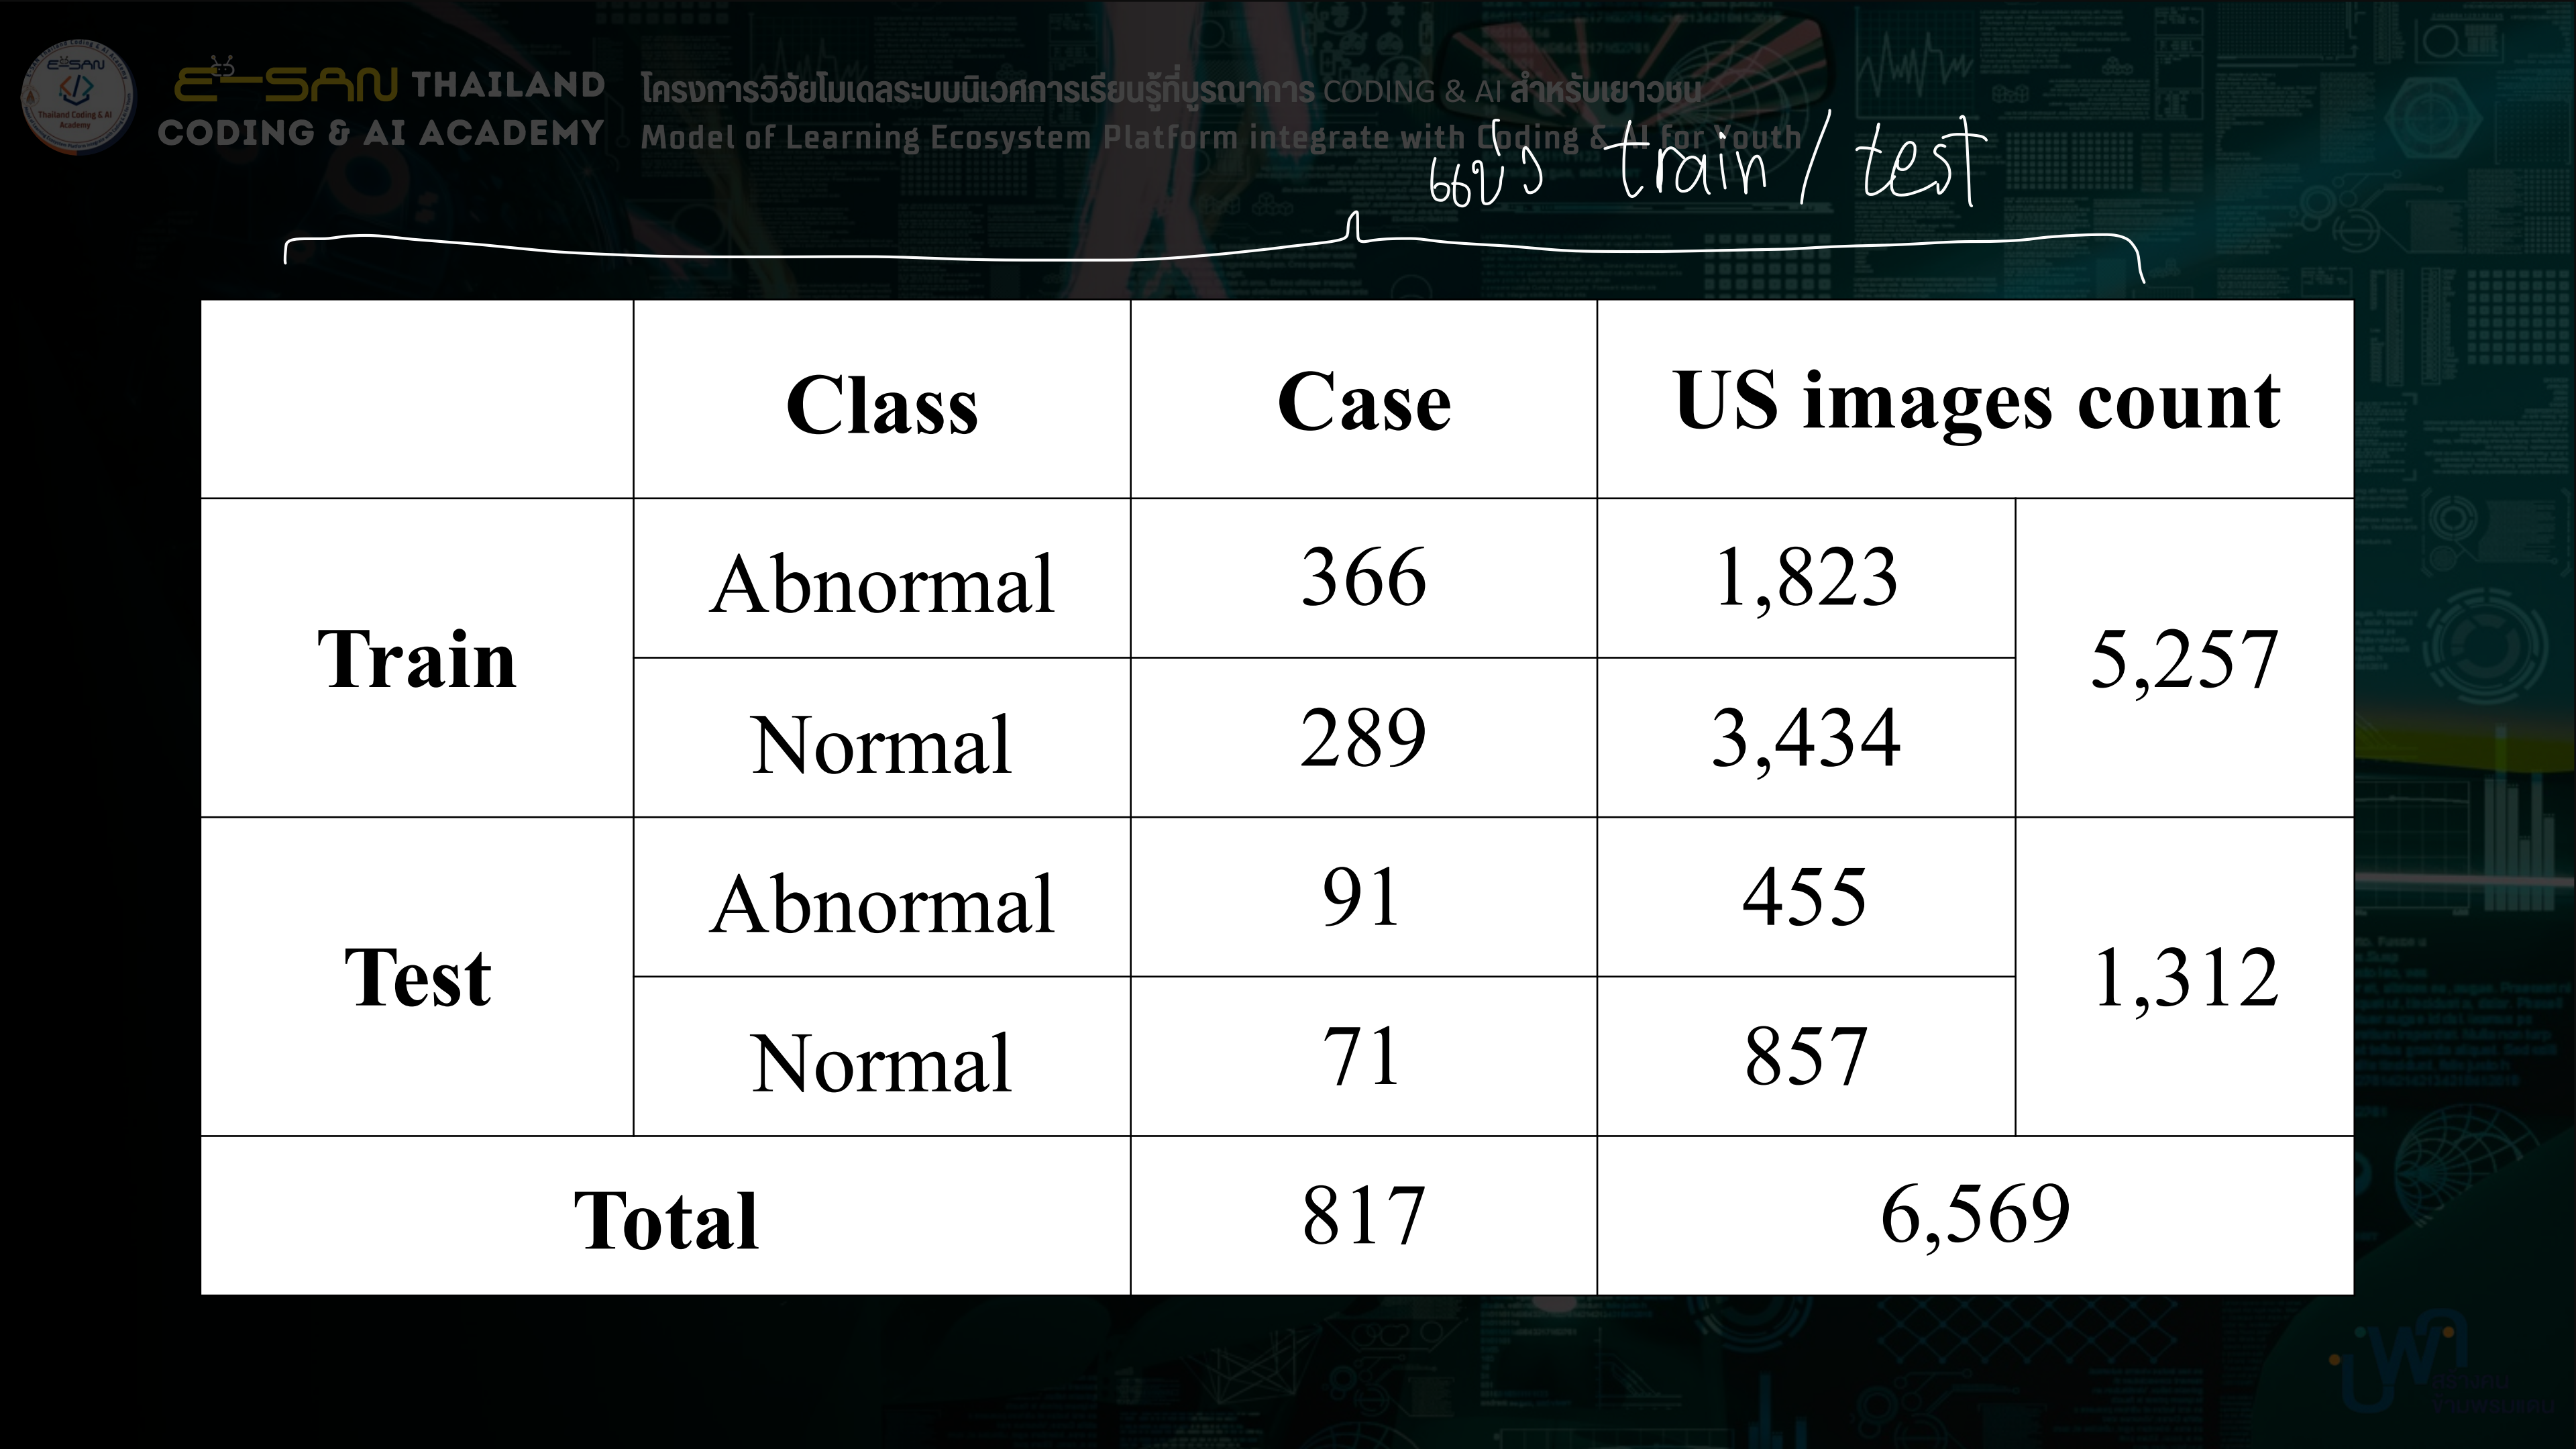 E-SAN THAILAND
CODING & AI ACADEMY
E-SAN
Thailand Coding & AI
Academy
โครงการวิจัยโมเดลระบบนิเวศการเรียนรู้ที่บูรณาการ CODING & AI สำหรับเยาวชน
Model of Learning Ecosystem Platform integrate with Coding & AI for Youth
แบ่ง train / test
Class Case US images count
Train Abnormal 366 1,823 5,257
Normal 289 3,434
Test Abnormal 91 455 1,312
Normal 71 857
Total 817 6,569